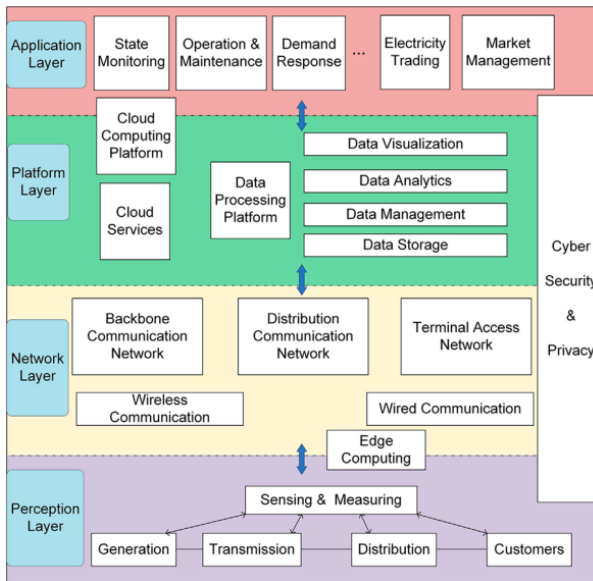 Application
Layer
State
Monitoring
Operation &
Maintenance
Demand
Response
...
Electricity
Trading
Market
Management
Cloud
Computing
Platform
Platform
Layer
Cloud
Services
Data
Processing
Platform
Data Visualization
Data Analytics
Data Management
Data Storage
Cyber
Security
&
Privacy
Network
Layer
Backbone
Communication
Network
Distribution
Communication
Network
Terminal Access
Network
Wireless
Communication
Wired Communication
Edge
Computing
Perception
Layer
Sensing & Measuring
Generation
Transmission
Distribution
Customers